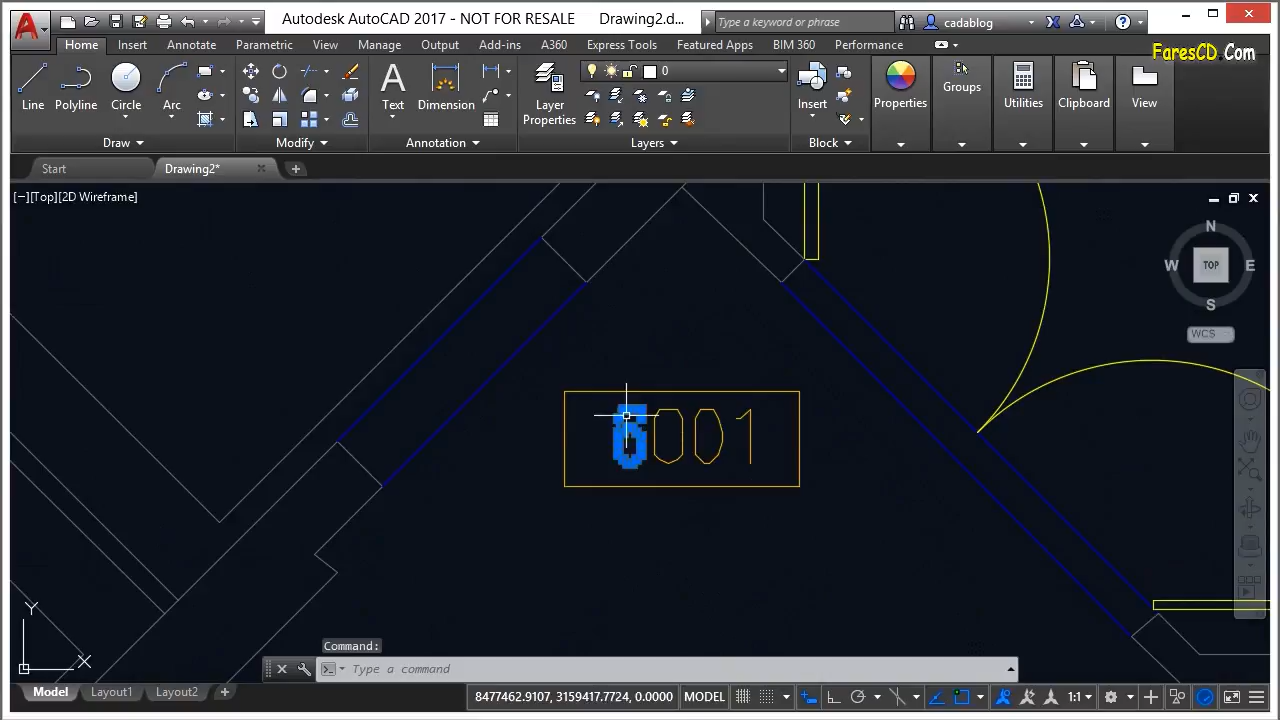 Autodesk AutoCAD 2017 - NOT FOR RESALE Drawing2.d... Type a keyword or phrase cadablog
Home Insert Annotate Parametric View Manage Output Add-ins A360 Express Tools Featured Apps BIM 360 Performance
FaresCD.Com
Line Polyline Circle Arc Text Dimension Layer Properties 0 Insert Properties Groups Utilities Clipboard View
Draw Modify Annotation Layers Block
Start Drawing2*
[−][Top][2D Wireframe]
N
W TOP E
S
WCS
001
Y
X
Command:
Type a command
Model Layout1 Layout2 8477462.9107, 3159417.7724, 0.0000 MODEL 1:1